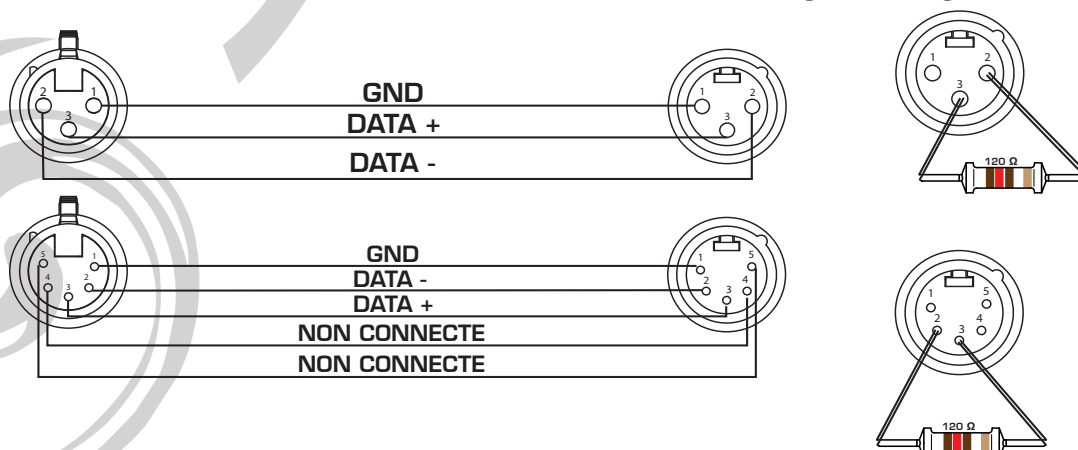 GND
2 1 3
1 2 3
DATA +
DATA -
1 2 3
120 Ω
GND
5 1 4 2 3
1 5 2 4 3
DATA -
DATA +
NON CONNECTE
NON CONNECTE
1 5 2 3 4
120 Ω